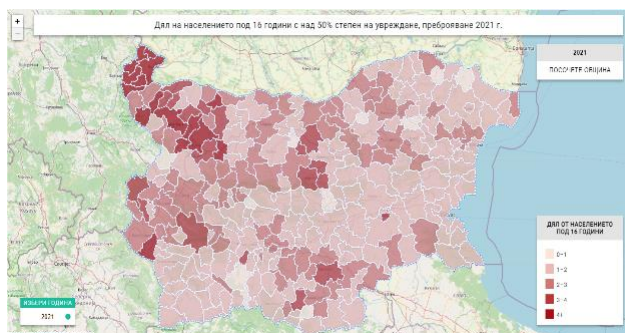 +
−
Дял на населението под 16 години с над 50% степен на увреждане, преброяване 2021 г.
2021
ПОСОЧЕТЕ ОБЩИНА
ДЯЛ ОТ НАСЕЛЕНИЕТО
ПОД 16 ГОДИНИ
0-1
1-2
2-3
3-4
4+
ИЗБЕРИ ГОДИНА
2021